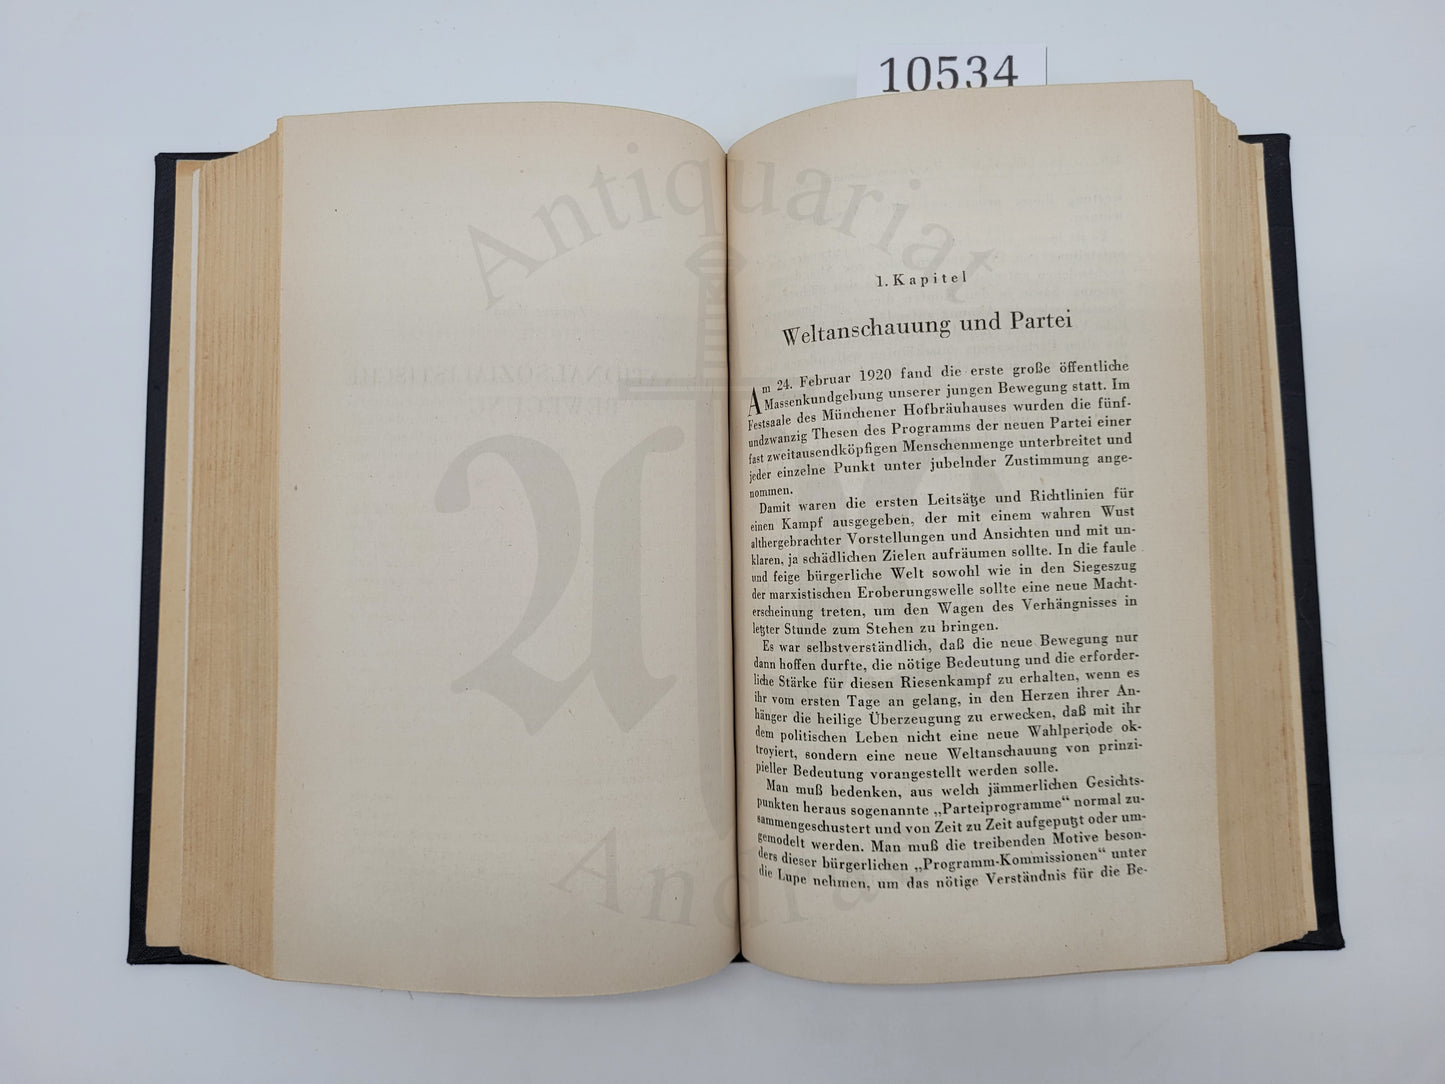 10534
Antiquariat
1. Kapitel
Weltanschauung und Partei
Am 24. Februar 1920 fand die erste große öffentliche
Massenkundgebung unserer jungen Bewegung statt. Im
Festsaale des Münchener Hofbräuhauses wurden die fünf-
undzwanzig Thesen des Programms der neuen Partei einer
fast zweitausendköpfigen Menschenmenge unterbreitet und
jeder einzelne Punkt unter jubelnder Zustimmung ange-
nommen.
Damit waren die ersten Leitsätze und Richtlinien für
einen Kampf ausgegeben, der mit einem wahren Wust
althergebrachter Vorstellungen und Ansichten und mit un-
klaren, ja schädlichen Zielen aufräumen sollte. In die faule
und feige bürgerliche Welt sowohl wie in den Siegeszug
der marxistischen Eroberungswelle sollte eine neue Macht-
erscheinung treten, um den Wagen des Verhängnisses in
letzter Stunde zum Stehen zu bringen.
Es war selbstverständlich, daß die neue Bewegung nur
dann hoffen durfte, die nötige Bedeutung und die erforder-
liche Stärke für diesen Riesenkampf zu erhalten, wenn es
ihr vom ersten Tage an gelang, in den Herzen ihrer An-
hänger die heilige Überzeugung zu erwecken, daß mit ihr
dem politischen Leben nicht eine neue Wahlperiode ok-
troyiert, sondern eine neue Weltanschauung von prinzi-
pieller Bedeutung vorangestellt werden solle.
Man muß bedenken, aus welch jämmerlichen Gesichts-
punkten heraus sogenannte „Parteiprogramme“ normal zu-
sammengeschustert und von Zeit zu Zeit aufgeputzt oder um-
gemodelt werden. Man muß die treibenden Motive beson-
ders dieser bürgerlichen „Programm-Kommissionen“ unter
die Lupe nehmen, um das nötige Verständnis für die Be-